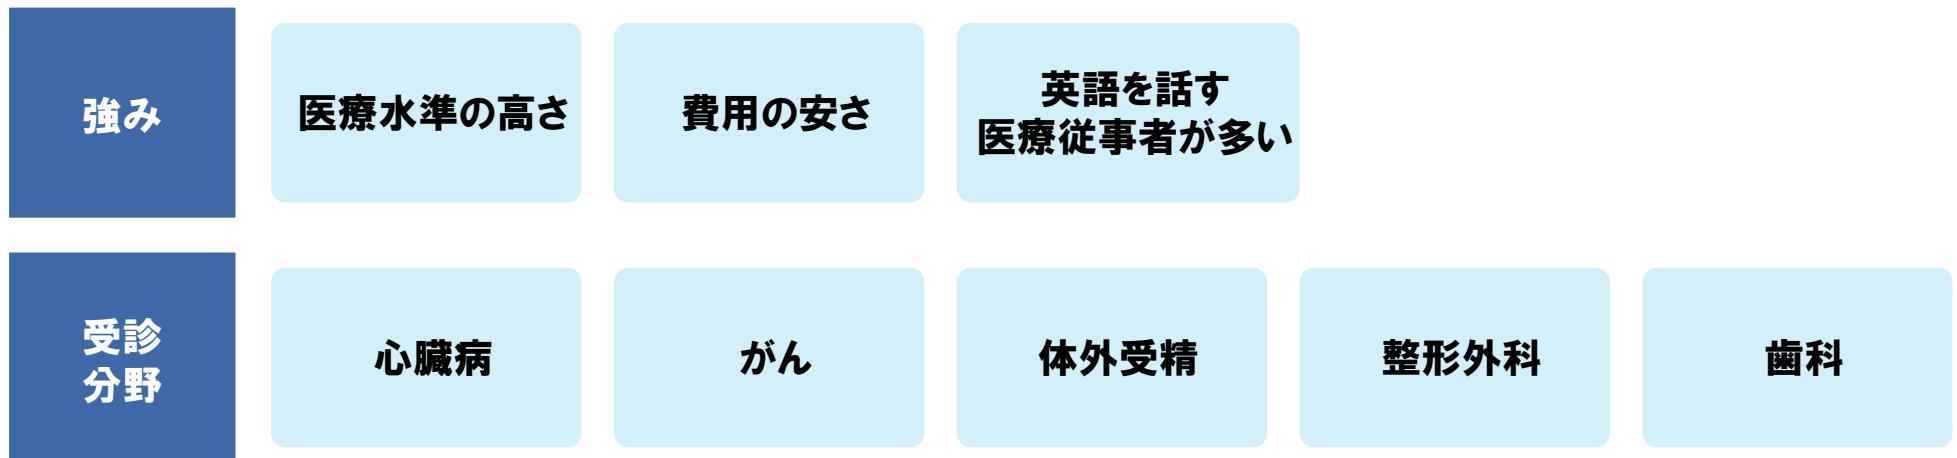 強み
医療水準の高さ
費用の安さ
英語を話す
医療従事者が多い
受診
分野
心臓病
がん
体外受精
整形外科
歯科